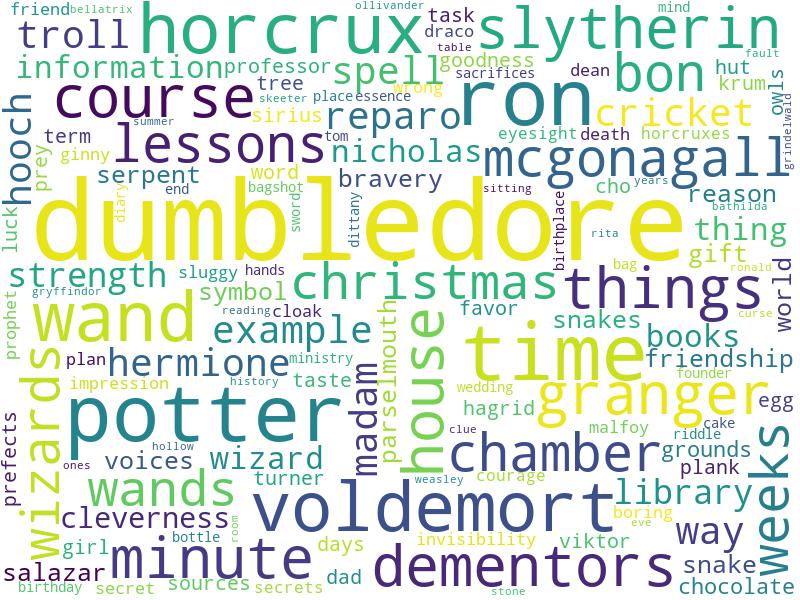 friend bellatrix ollivander task mind
troll horcrux draco slytherin
table fault
information professor spell goodness bon hut
sacrifices dean krum owls
course tree wrong ron
skeeter place essence cricket
hooch sirius reparo grindelwald
term lessons summer tom eyesight death horcruxes
prey ginny nicholas mcgonagall
serpent word bravery cho years reason
end bagshot sitting
luck dumbledore diary sword dittany birthplace rita bathilda
thing
strength sluggy hands christmas bag gift
ronald world
gryffindor symbol things
prophet wand reading cloak favor curse
example house snakes books
plan hermione ministry time friendship
founder
impression history taste parselmouth wedding granger
wizards potter madam hagrid egg
prefects clue malfoy cake
hollow riddle
ones voices wizard chamber grounds
plank weeks
wands turner weasley courage
voldemort library
cleverness room boring
bottle eve way
girl minute days invisibility viktor
salazar dementors snake
dad
birthday secret sources secrets stone chocolate